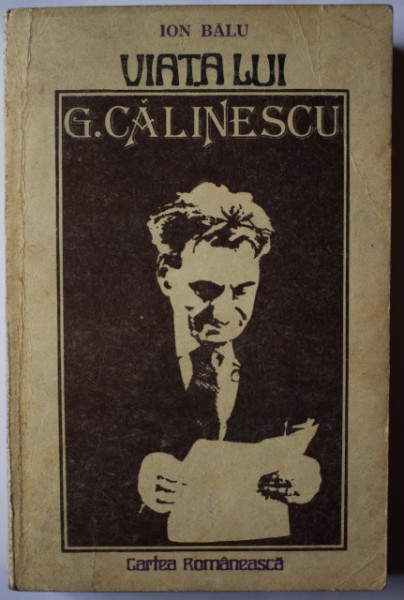 ION BĂLU
VIAȚA LUI
G. CĂLINESCU
Cartea Românească